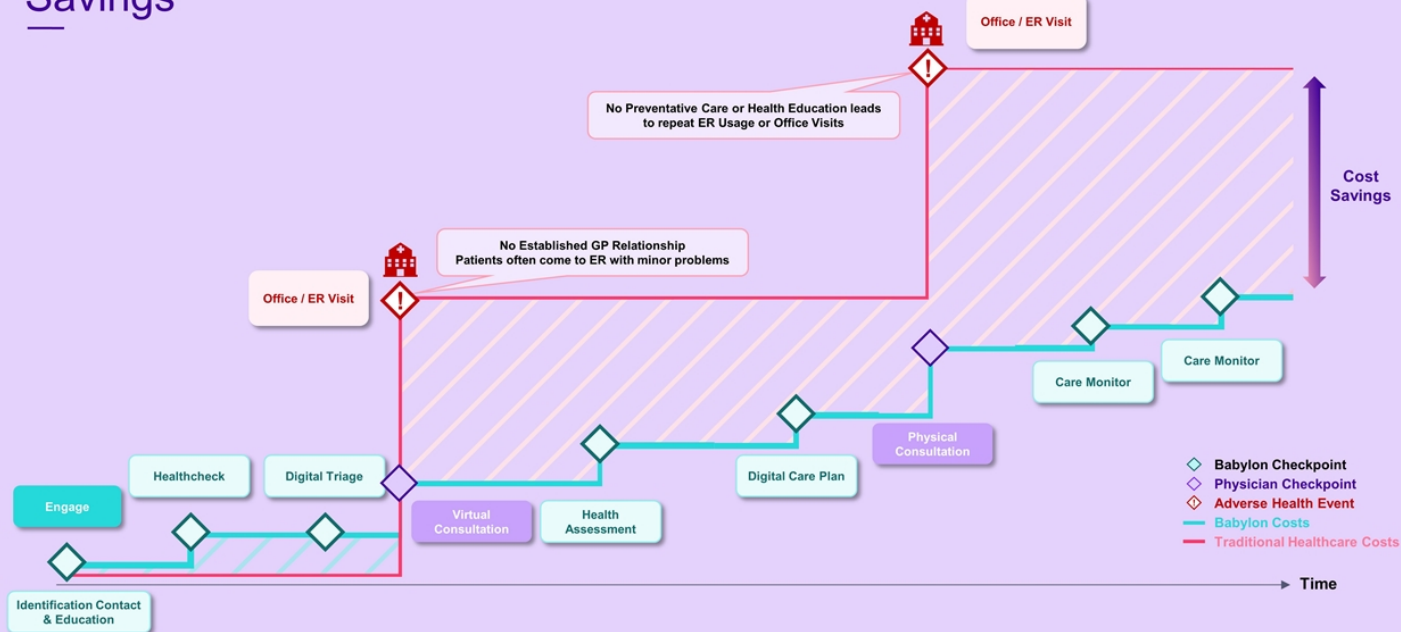 Savings
Office / ER Visit
No Preventative Care or Health Education leads
to repeat ER Usage or Office Visits
Cost
Savings
No Established GP Relationship
Patients often come to ER with minor problems
Office / ER Visit
Care Monitor
Care Monitor
Physical
Consultation
Healthcheck
Digital Triage
Digital Care Plan
Engage
Virtual
Consultation
Health
Assessment
Babylon Checkpoint
Physician Checkpoint
Adverse Health Event
Babylon Costs
Traditional Healthcare Costs
Time
Identification Contact
& Education